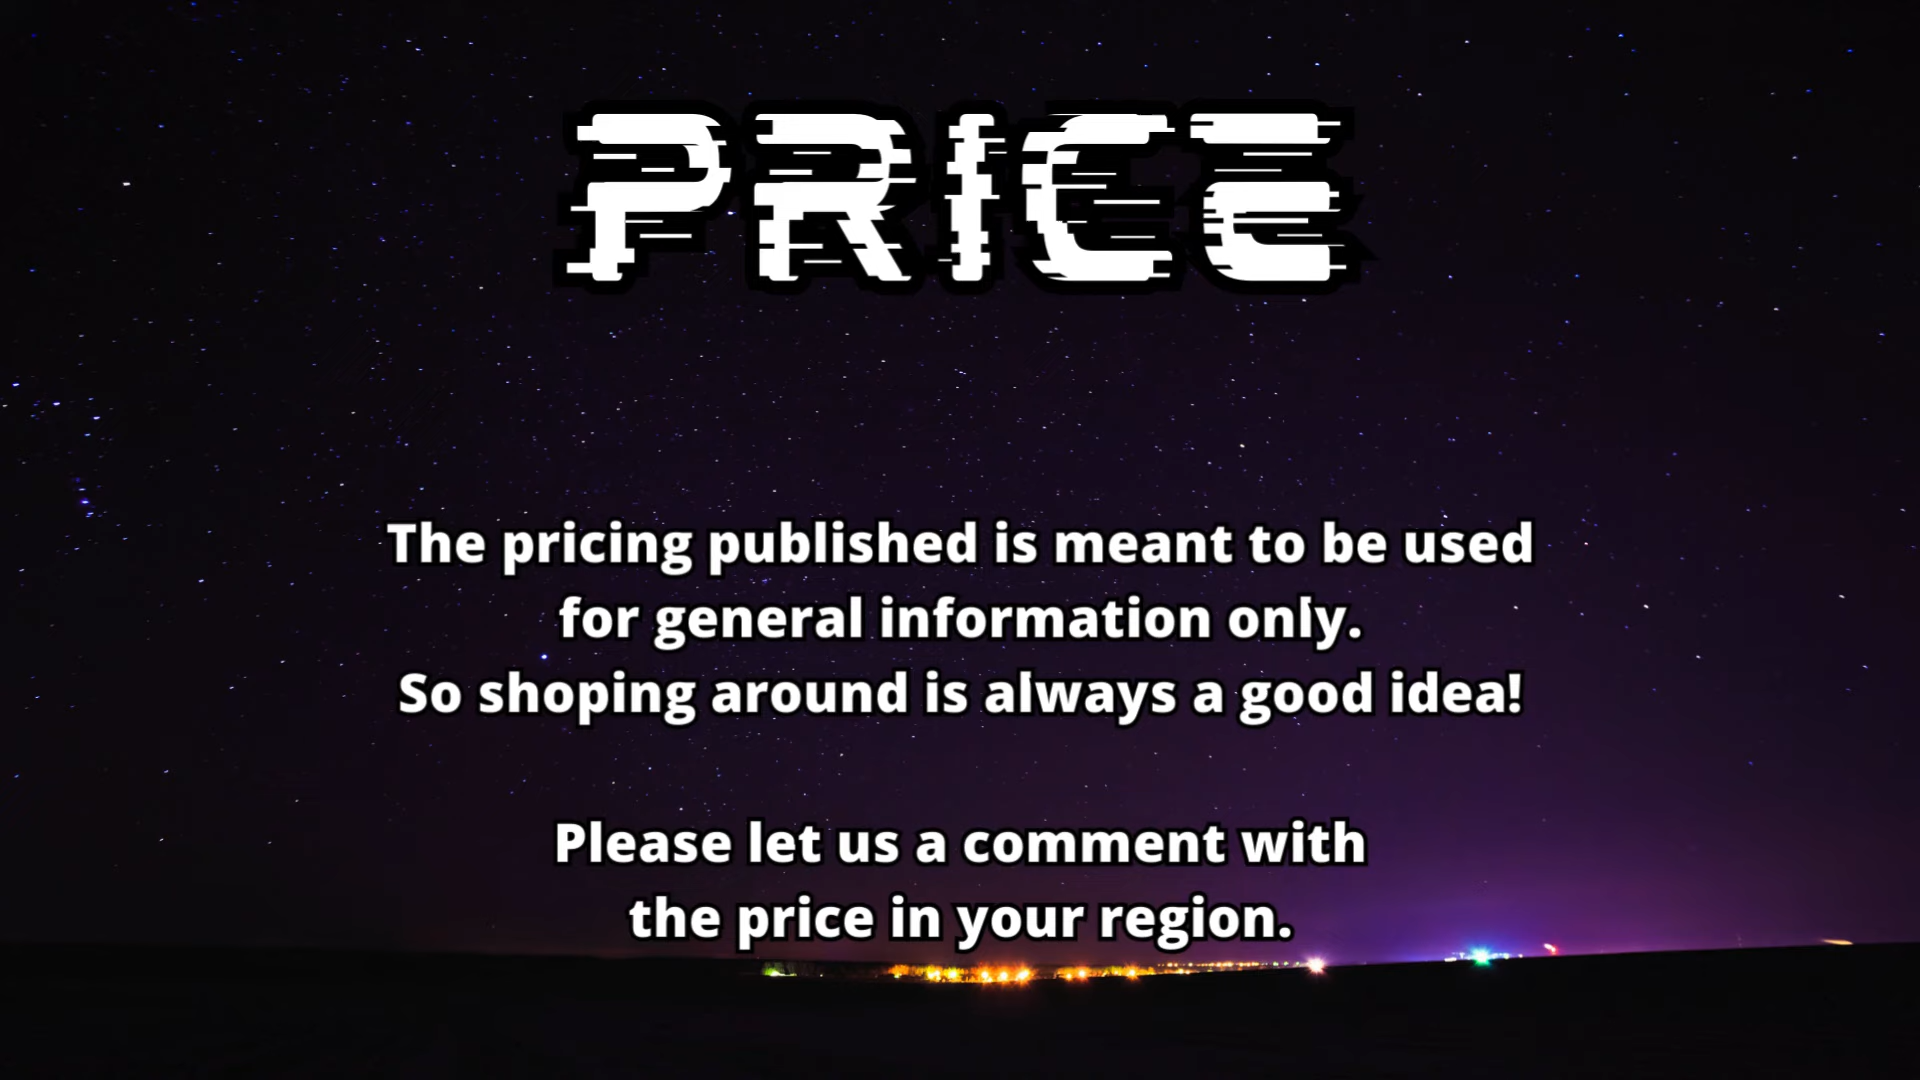 PRICE
The pricing published is meant to be used
for general information only.
So shoping around is always a good idea!
Please let us a comment with
the price in your region.